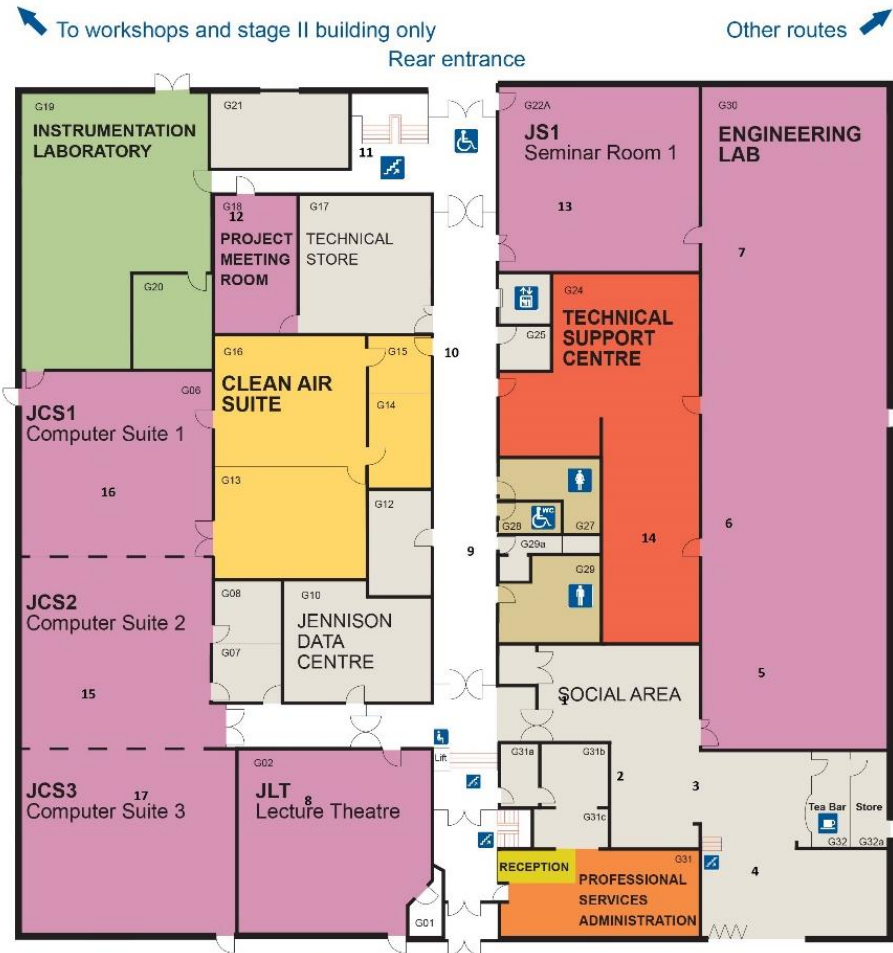 To workshops and stage II building only
Other routes
Rear entrance
G19
INSTRUMENTATION
LABORATORY
G21
11
G22A
JS1
Seminar Room 1
13
G30
ENGINEERING
LAB
7
G18
12
PROJECT
MEETING
ROOM
G17
TECHNICAL
STORE
G20
G24
TECHNICAL
SUPPORT
CENTRE
G25
10
G16
CLEAN AIR
SUITE
G15
G14
G13
G06
JCS1
Computer Suite 1
16
G12
9
WC
G28
G27
G29a
G29
14
6
JCS2
Computer Suite 2
15
G08
G07
G10
JENNISON
DATA
CENTRE
SOCIAL AREA
1
5
Lift
G31a
G31b
G31c
2
3
JCS3
Computer Suite 3
17
G02
JLT
Lecture Theatre
8
Tea Bar
G32
Store
G32a
4
RECEPTION
G31
PROFESSIONAL
SERVICES
ADMINISTRATION
G01